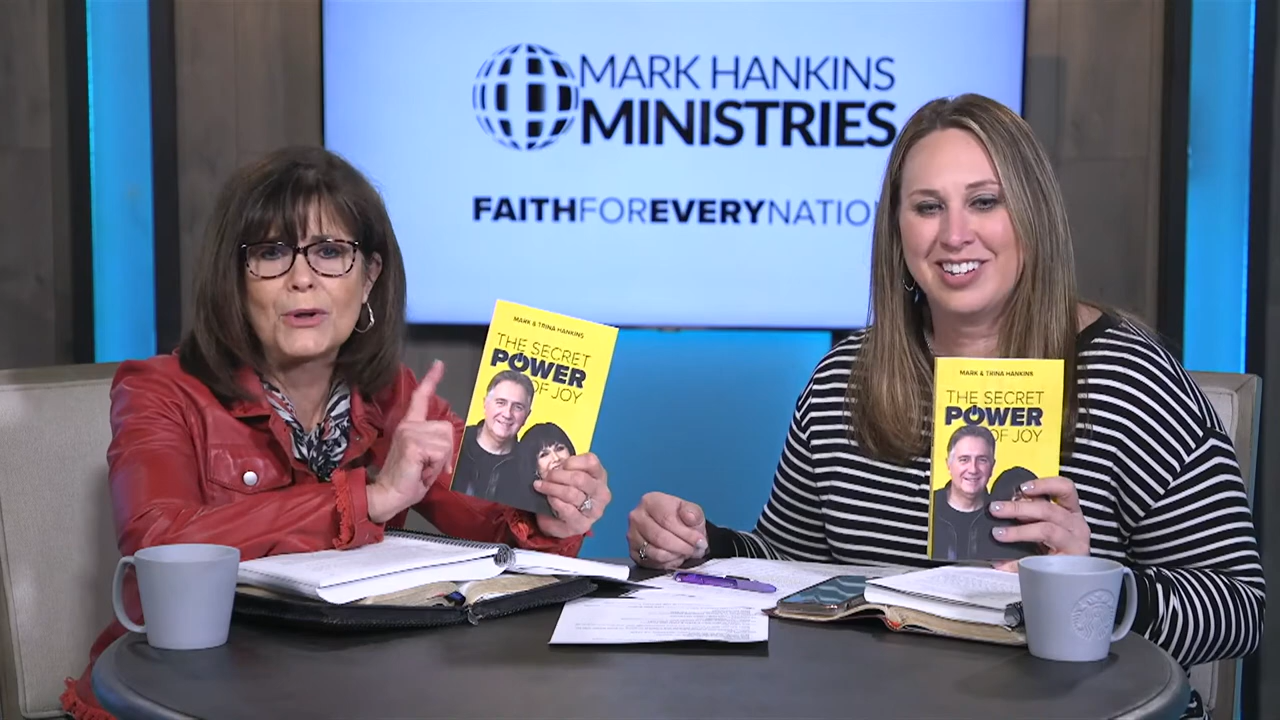 MARK HANKINS
MINISTRIES
FAITHFOREVERYNATIO
MARK & TRINA HANKINS
THE SECRET
POWER
OF JOY
MARK & TRINA HANKINS
THE SECRET
POWER
OF JOY